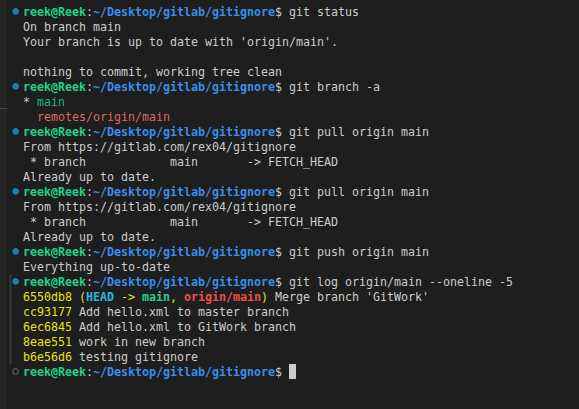 reek@Reek:~/Desktop/gitlab/gitignore$ git status
On branch main
Your branch is up to date with 'origin/main'.
nothing to commit, working tree clean
reek@Reek:~/Desktop/gitlab/gitignore$ git branch -a
* main
  remotes/origin/main
reek@Reek:~/Desktop/gitlab/gitignore$ git pull origin main
From https://gitlab.com/rex04/gitignore
 * branch            main       -> FETCH_HEAD
Already up to date.
reek@Reek:~/Desktop/gitlab/gitignore$ git pull origin main
From https://gitlab.com/rex04/gitignore
 * branch            main       -> FETCH_HEAD
Already up to date.
reek@Reek:~/Desktop/gitlab/gitignore$ git push origin main
Everything up-to-date
reek@Reek:~/Desktop/gitlab/gitignore$ git log origin/main --oneline -5
6550db8 (HEAD -> main, origin/main) Merge branch 'GitWork'
cc93177 Add hello.xml to master branch
6ec6845 Add hello.xml to GitWork branch
8eae551 work in new branch
b6e56d6 testing gitignore
reek@Reek:~/Desktop/gitlab/gitignore$